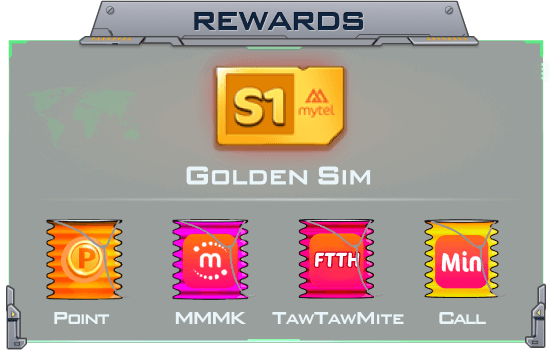 REWARDS
S1
mytel
GOLDEN SIM
P
m
FTTH
Min
POINT
MMMK
TAWTAWMITE
CALL